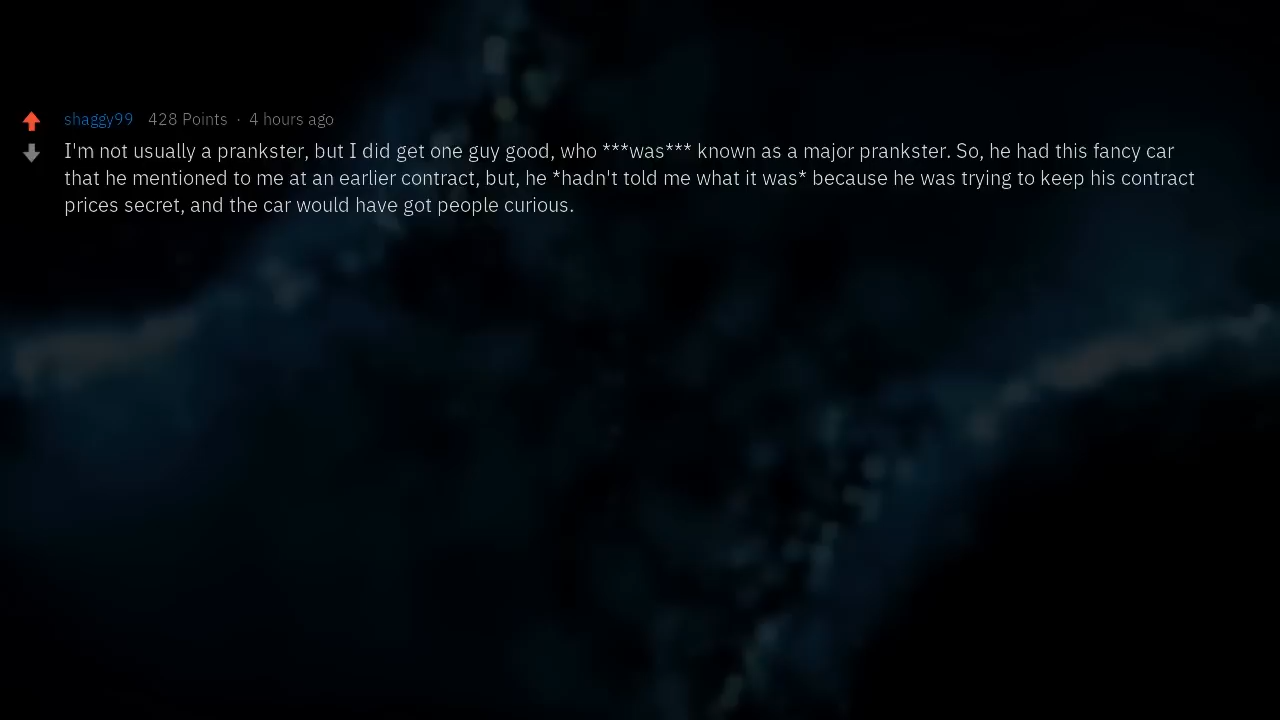 shaggy99 428 Points · 4 hours ago
I'm not usually a prankster, but I did get one guy good, who ***was*** known as a major prankster. So, he had this fancy car
that he mentioned to me at an earlier contract, but, he *hadn't told me what it was* because he was trying to keep his contract
prices secret, and the car would have got people curious.